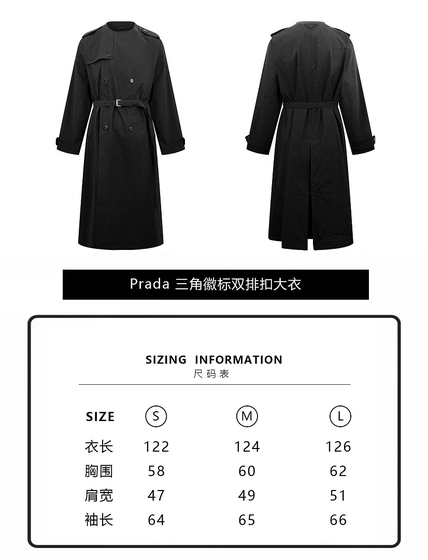 Prada 三角徽标双排扣大衣
SIZING INFORMATION
尺码表
SIZE S M L
衣长 122 124 126
胸围 58 60 62
肩宽 47 49 51
袖长 64 65 66